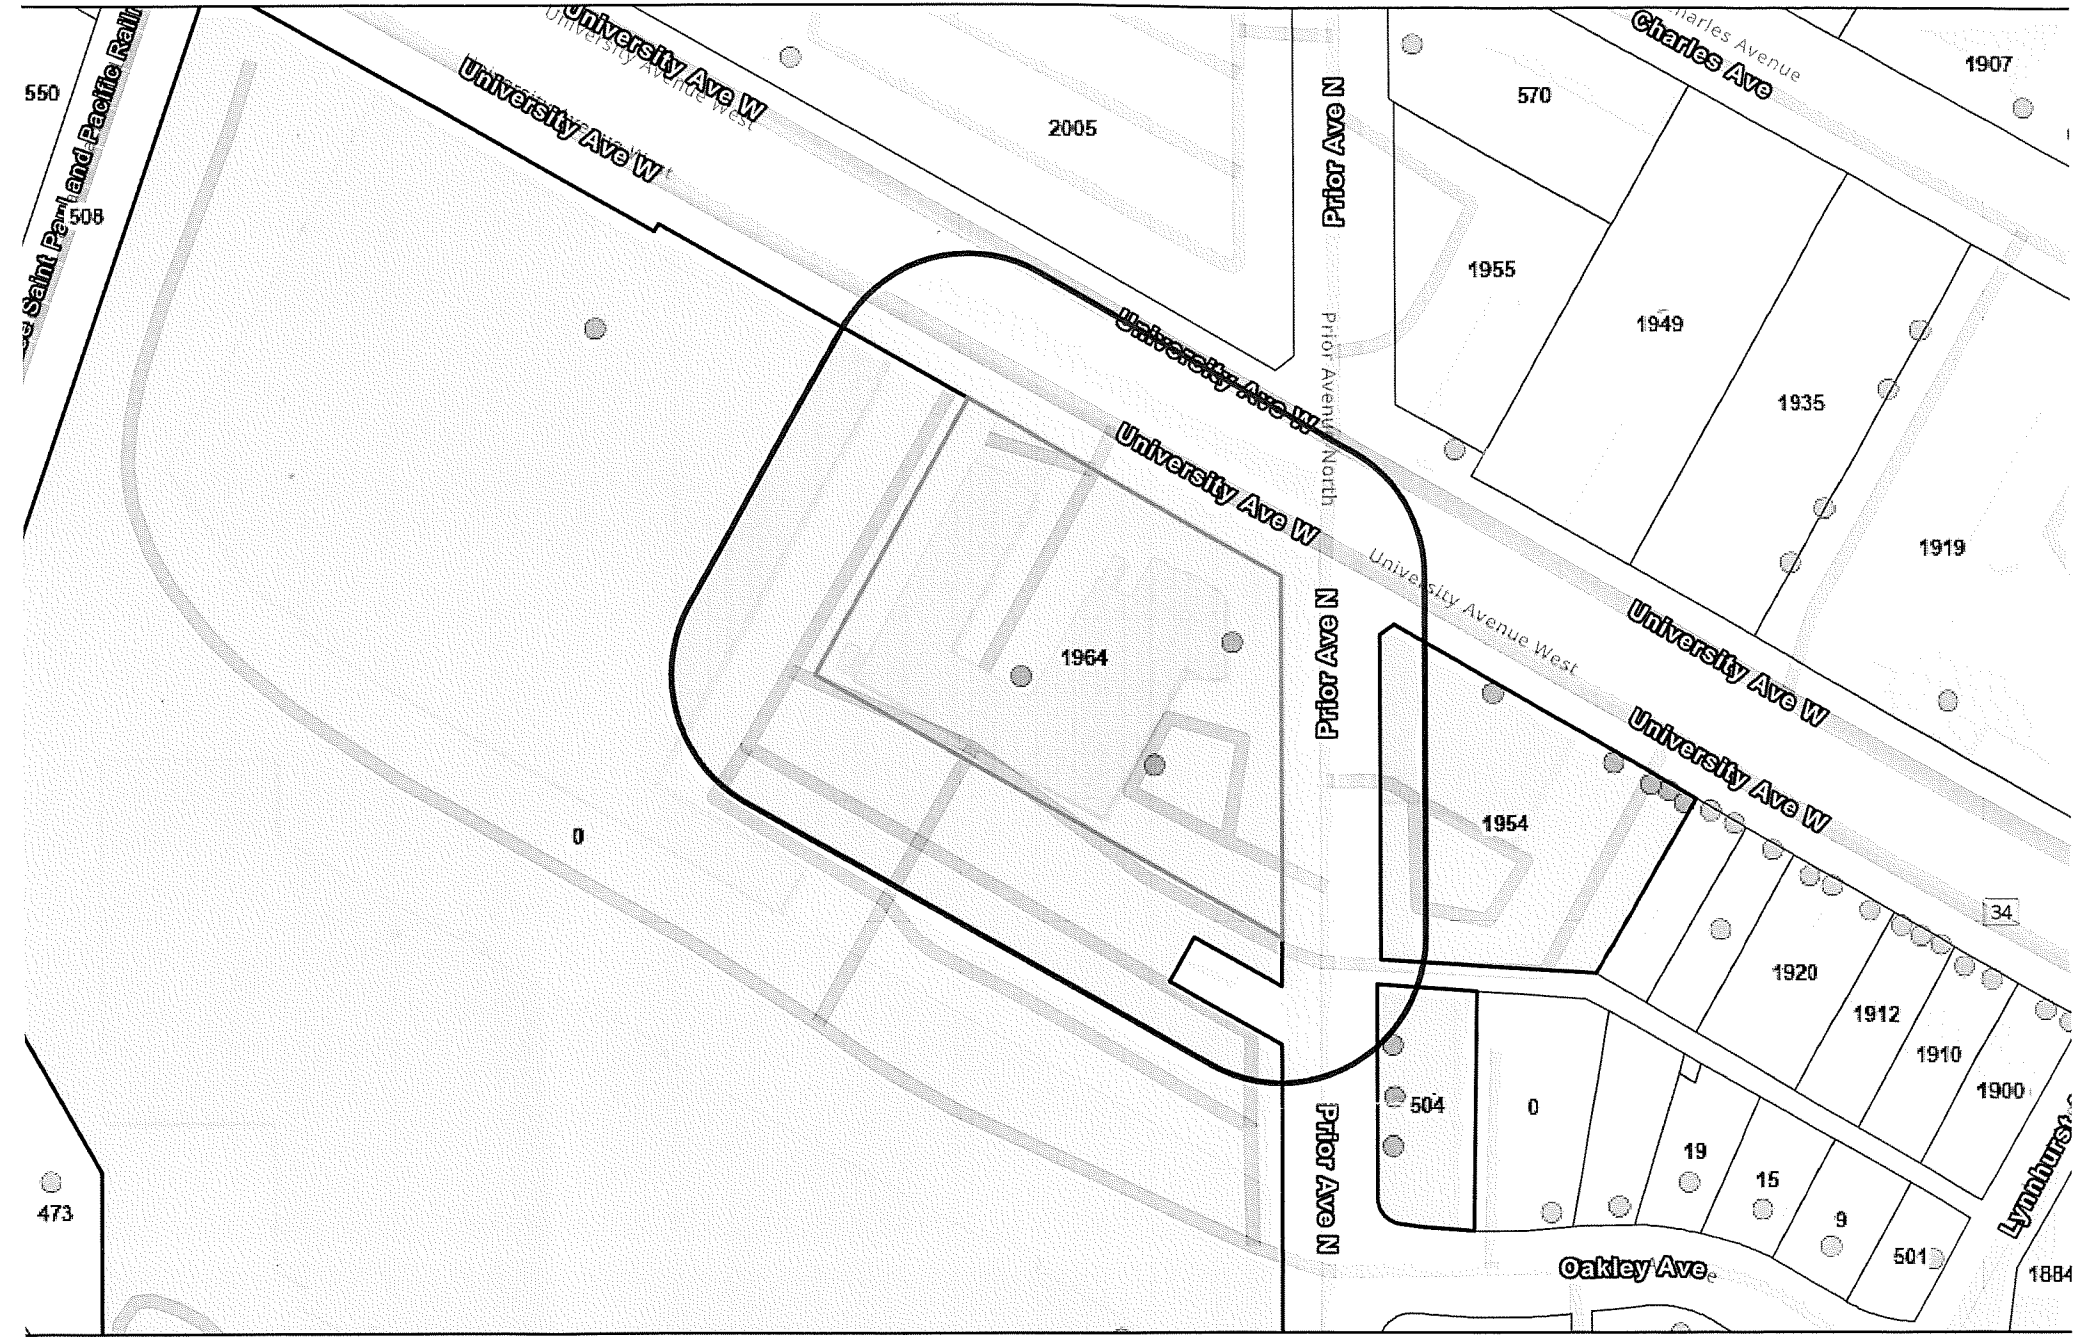 Charles Avenue
Charles Ave
University Ave W
University Avenue West
550
1907
University Ave W
570
2005
Prior Ave N
508
1955
1949
University Ave W
Prior Avenue North
1935
University Ave W
1919
University Avenue West
University Ave W
1964
Prior Ave N
University Ave W
1954
0
34
1920
1912
1910
1900
504
0
19
Prior Ave N
15
473
9
Lynnhurst
501
Oakley Ave
1884
Saint Paul and Pacific Railr